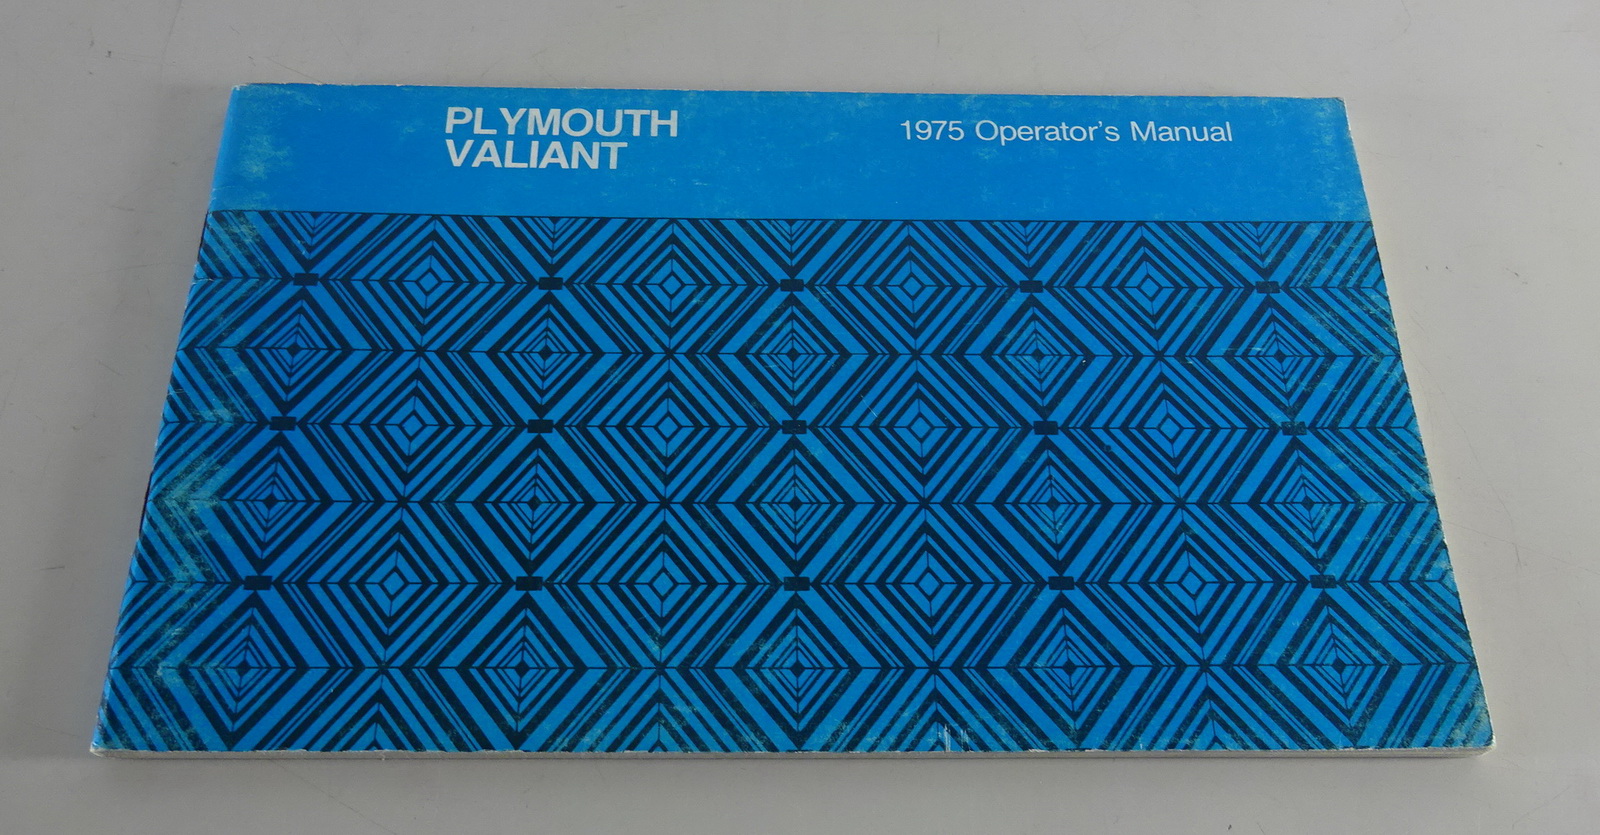 PLYMOUTH
VALIANT
1975 Operator's Manual